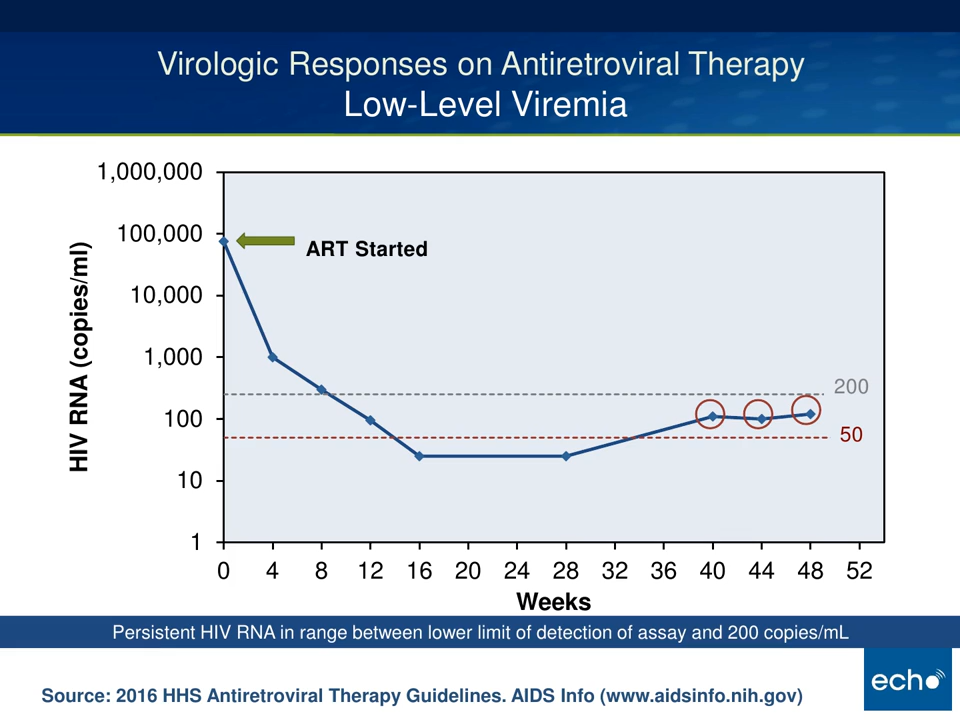 Virologic Responses on Antiretroviral Therapy
Low-Level Viremia
1,000,000
100,000
10,000
1,000
100
10
1
HIV RNA (copies/ml)
ART Started
200
50
0 4 8 12 16 20 24 28 32 36 40 44 48 52
Weeks
Persistent HIV RNA in range between lower limit of detection of assay and 200 copies/mL
echo
Source: 2016 HHS Antiretroviral Therapy Guidelines. AIDS Info (www.aidsinfo.nih.gov)